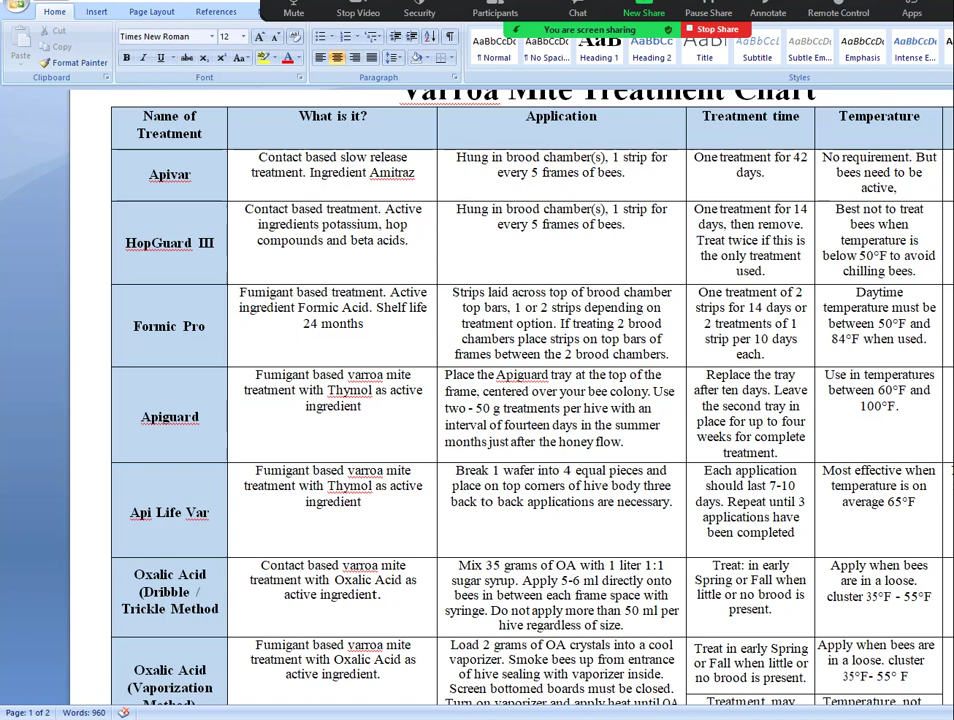 Home Insert Page Layout References
Mute Stop Video Security Participants Chat New Share Pause Share Annotate Remote Control Apps
You are screen sharing Stop Share
Paste Cut
Copy
Format Painter
Times New Roman 12
AaBbCcDc AaBbCcDc AaBb AaBbCc AaBbI AaBbCcL AaBbCcDc AaBbCcDc AaBbCcDc
¶ Normal ¶ No Spaci... Heading 1 Heading 2 Title Subtitle Subtle Em... Emphasis Intense E...
Clipboard Font Paragraph Styles
Varroa Mite Treatment Chart
Name of
Treatment
What is it?
Application
Treatment time
Temperature
Apivar
Contact based slow release
treatment. Ingredient Amitraz
Hung in brood chamber(s), 1 strip for
every 5 frames of bees.
One treatment for 42
days.
No requirement. But
bees need to be
active,
HopGuard III
Contact based treatment. Active
ingredients potassium, hop
compounds and beta acids.
Hung in brood chamber(s), 1 strip for
every 5 frames of bees.
One treatment for 14
days, then remove.
Treat twice if this is
the only treatment
used.
Best not to treat
bees when
temperature is
below 50°F to avoid
chilling bees.
Formic Pro
Fumigant based treatment. Active
ingredient Formic Acid. Shelf life
24 months
Strips laid across top of brood chamber
top bars, 1 or 2 strips depending on
treatment option. If treating 2 brood
chambers place strips on top bars of
frames between the 2 brood chambers.
One treatment of 2
strips for 14 days or
2 treatments of 1
strip per 10 days
each.
Daytime
temperature must be
between 50°F and
84°F when used.
Apiguard
Fumigant based varroa mite
treatment with Thymol as active
ingredient
Place the Apiguard tray at the top of the
frame, centered over your bee colony. Use
two - 50 g treatments per hive with an
interval of fourteen days in the summer
months just after the honey flow.
Replace the tray
after ten days. Leave
the second tray in
place for up to four
weeks for complete
treatment.
Use in temperatures
between 60°F and
100°F.
Api Life Var
Fumigant based varroa mite
treatment with Thymol as active
ingredient
Break 1 wafer into 4 equal pieces and
place on top corners of hive body three
back to back applications are necessary.
Each application
should last 7-10
days. Repeat until 3
applications have
been completed
Most effective when
temperature is on
average 65°F
Oxalic Acid
(Dribble /
Trickle Method
Contact based varroa mite
treatment with Oxalic Acid as
active ingredient.
Mix 35 grams of OA with 1 liter 1:1
sugar syrup. Apply 5-6 ml directly onto
bees in between each frame space with
syringe. Do not apply more than 50 ml per
hive regardless of size.
Treat: in early
Spring or Fall when
little or no brood is
present.
Apply when bees
are in a loose.
cluster 35°F - 55°F
Oxalic Acid
(Vaporization
Method)
Fumigant based varroa mite
treatment with Oxalic Acid as
active ingredient.
Load 2 grams of OA crystals into a cool
vaporizer. Smoke bees up from entrance
of hive sealing with vaporizer inside.
Screen bottomed boards must be closed.
Turn on vaporizer and apply heat until OA
Treat in early Spring
or Fall when little or
no brood is present.
Treatment may
Apply when bees are
in a loose. cluster
35°F- 55° F
Temperature not
Page: 1 of 2 Words: 960